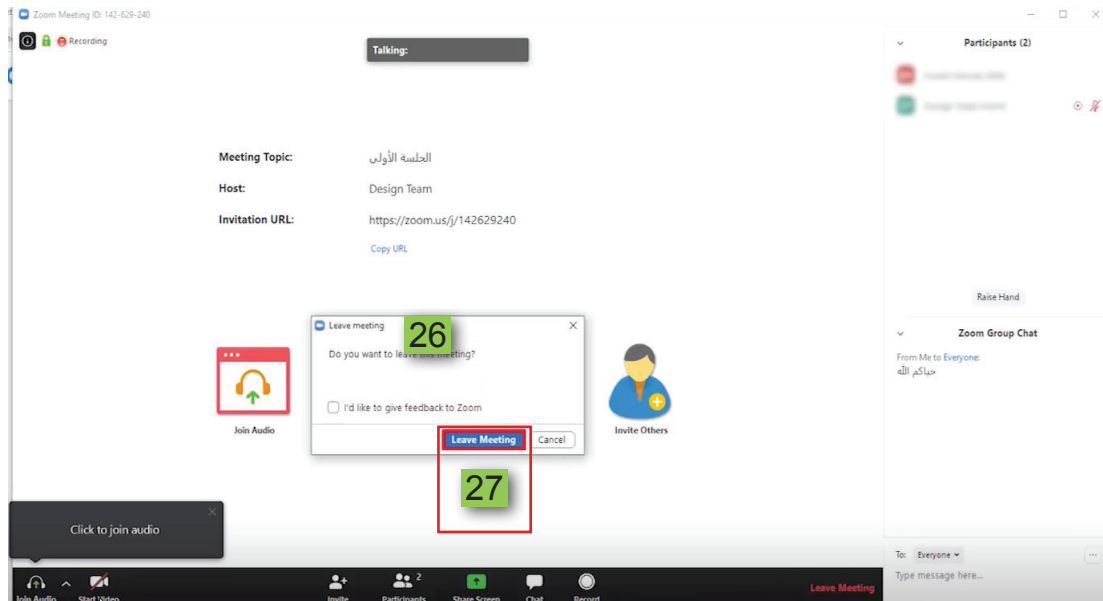 Zoom Meeting ID: 142-629-240
Recording
Talking:
Participants (2)
Meeting Topic: الجلسة الأولى
Host: Design Team
Invitation URL: https://zoom.us/j/142629240
Copy URL
Raise Hand
Leave meeting
26
Do you want to leave this meeting?
I'd like to give feedback to Zoom
Leave Meeting Cancel
27
Join Audio
Invite Others
Zoom Group Chat
From Me to Everyone:
حياكم الله
Click to join audio
To: Everyone
Type message here...
Join Audio Start Video Invite Participants 2 Share Screen Chat Record Leave Meeting